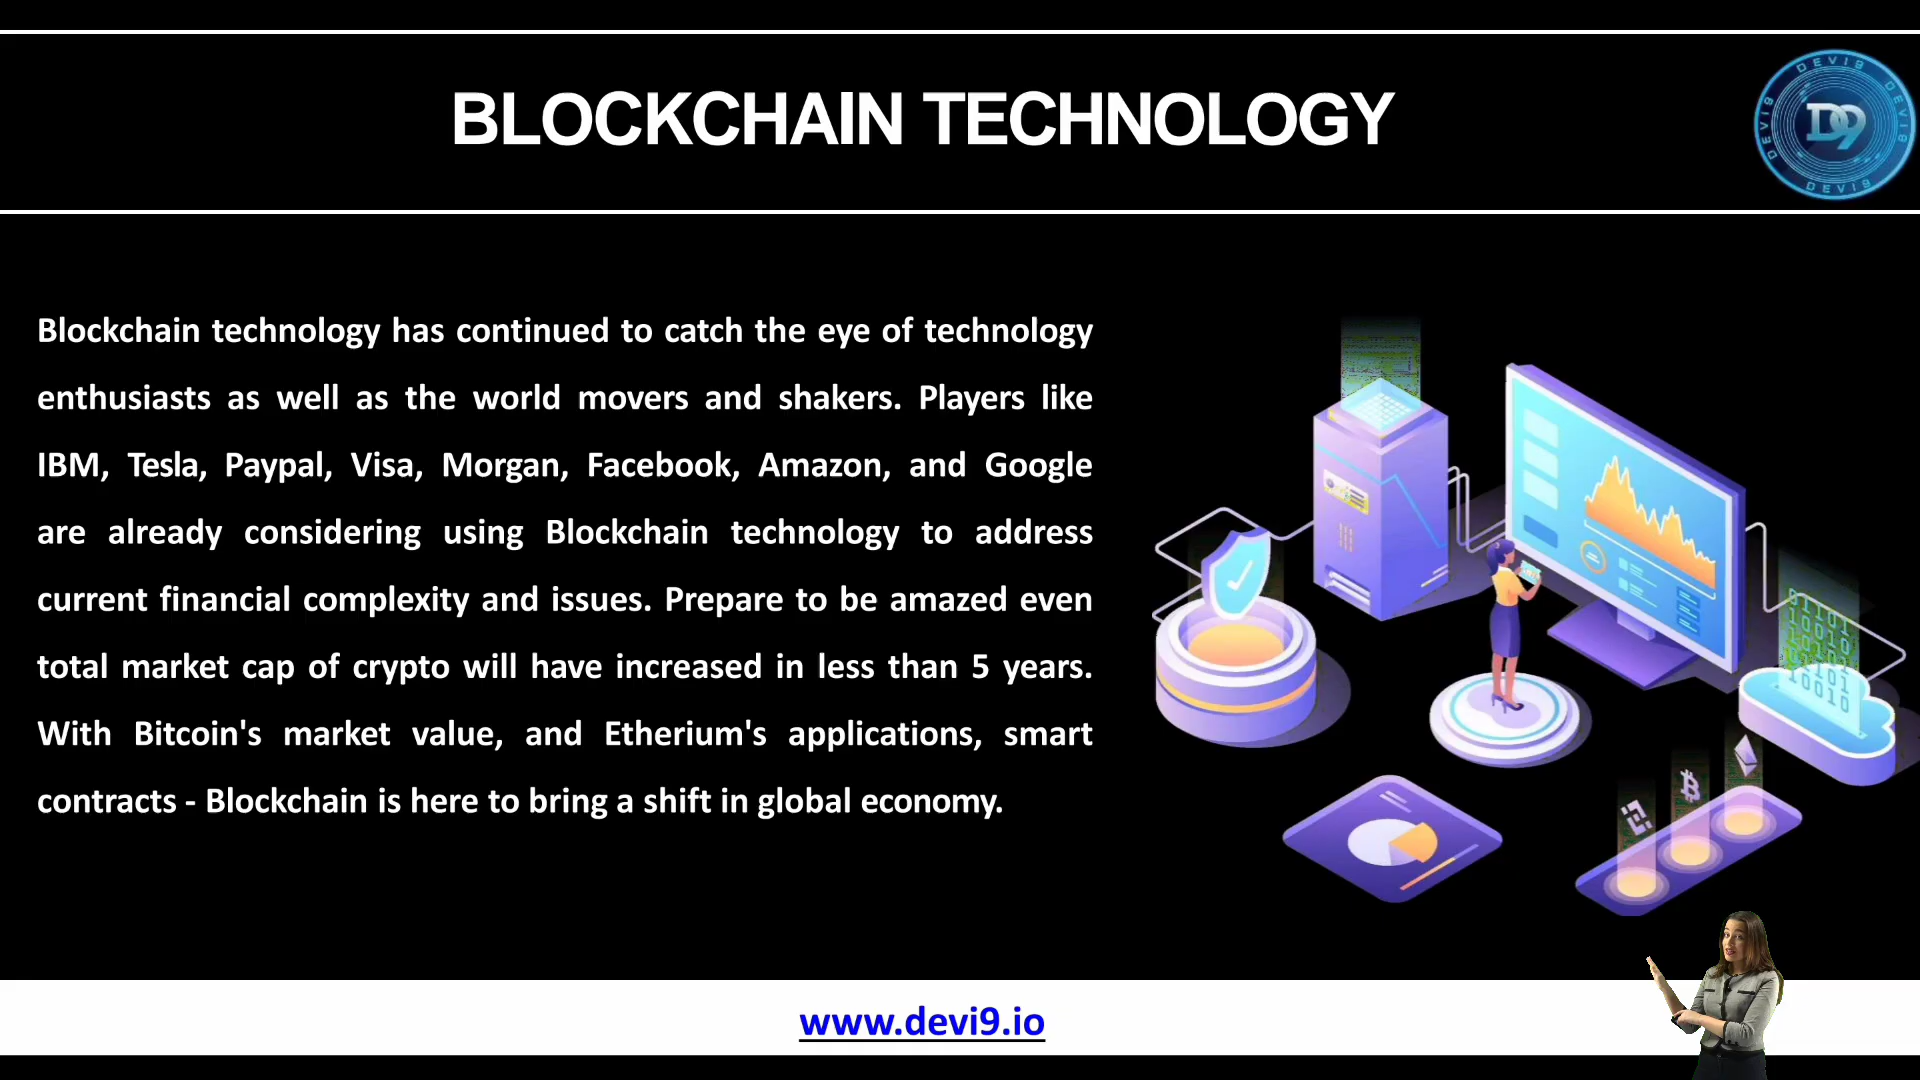 BLOCKCHAIN TECHNOLOGY
DEVI9
DEVI9
DEVI9
DEVI9
D9
Blockchain technology has continued to catch the eye of technology
enthusiasts as well as the world movers and shakers. Players like
IBM, Tesla, Paypal, Visa, Morgan, Facebook, Amazon, and Google
are already considering using Blockchain technology to address
current financial complexity and issues. Prepare to be amazed even
total market cap of crypto will have increased in less than 5 years.
With Bitcoin's market value, and Etherium's applications, smart
contracts - Blockchain is here to bring a shift in global economy.
www.devi9.io